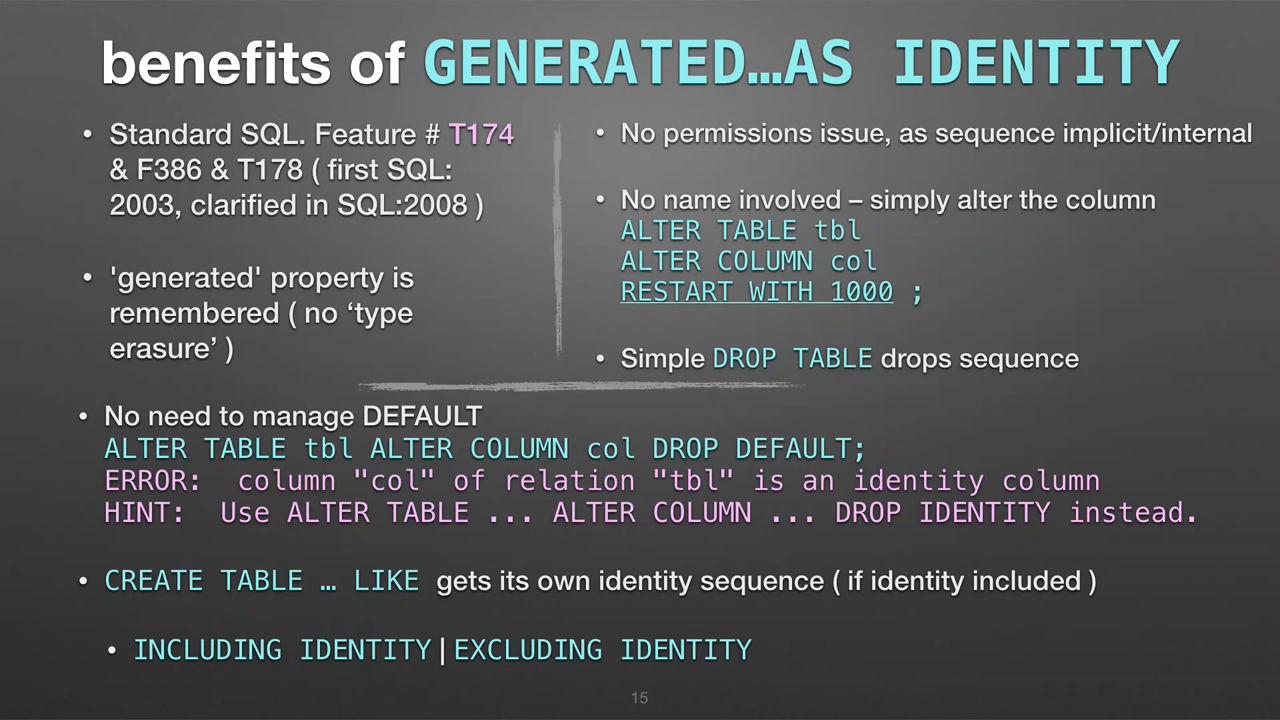 benefits of GENERATED…AS IDENTITY
• Standard SQL. Feature # T174
& F386 & T178 ( first SQL:
2003, clarified in SQL:2008 )
• 'generated' property is
remembered ( no ‘type
erasure’ )
• No permissions issue, as sequence implicit/internal
• No name involved – simply alter the column
ALTER TABLE tbl
ALTER COLUMN col
RESTART WITH 1000 ;
• Simple DROP TABLE drops sequence
• No need to manage DEFAULT
ALTER TABLE tbl ALTER COLUMN col DROP DEFAULT;
ERROR:  column "col" of relation "tbl" is an identity column
HINT:  Use ALTER TABLE ... ALTER COLUMN ... DROP IDENTITY instead.
• CREATE TABLE … LIKE gets its own identity sequence ( if identity included )
• INCLUDING IDENTITY|EXCLUDING IDENTITY
15